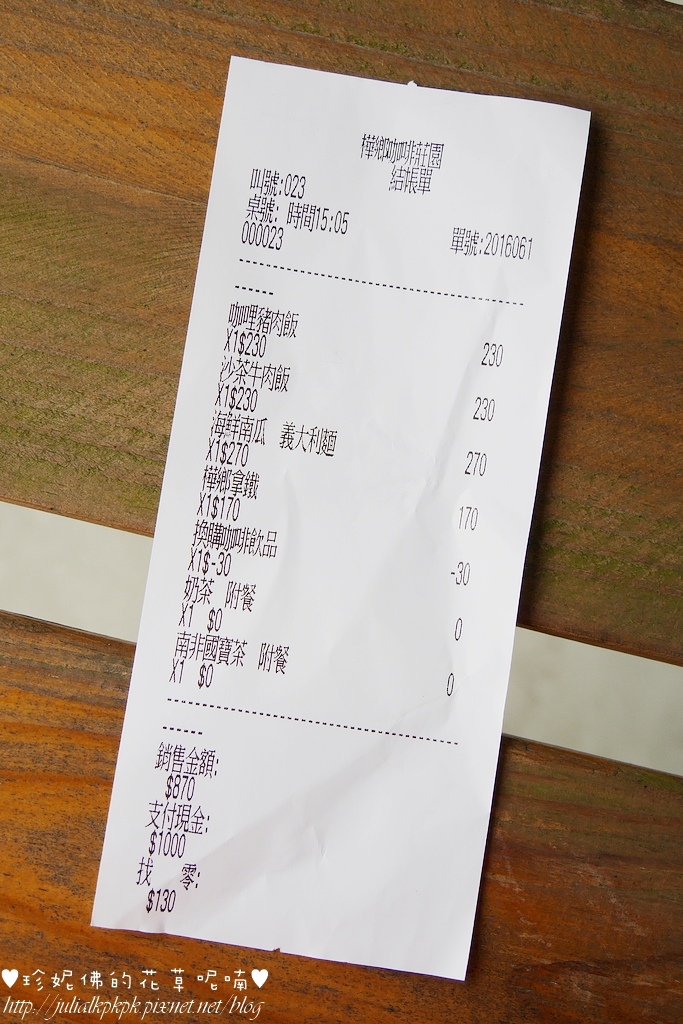 樺鄉咖啡莊園
結帳單
叫號:023
桌號: 時間15:05
000023 單號:2016061
--------------------------------------
-----
咖哩豬肉飯
X1$230 230
沙茶牛肉飯
X1$230 230
海鮮南瓜 義大利麵
X1$270 270
樺鄉拿鐵
X1$170 170
換購咖啡飲品
X1$-30 -30
奶茶 附餐
X1 $0 0
南非國寶茶 附餐
X1 $0 0
--------------------------------------
-----
銷售金額:
$870
支付現金:
$1000
找 零:
$130
♥珍妮佛的花草呢喃♥
http://julialkpkpk.pixnet.net/blog